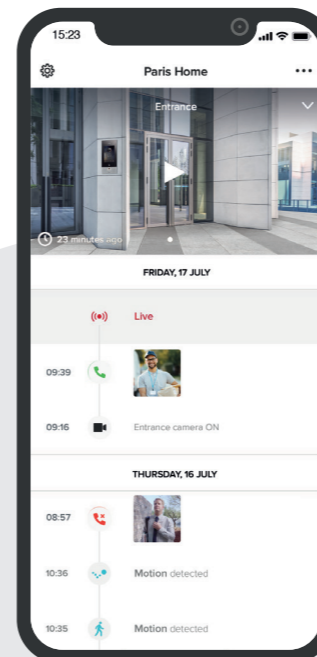 15:23
Paris Home
Entrance
23 minutes ago
FRIDAY, 17 JULY
Live
09:39
09:16 Entrance camera ON
THURSDAY, 16 JULY
08:57
10:36 Motion detected
10:35 Motion detected